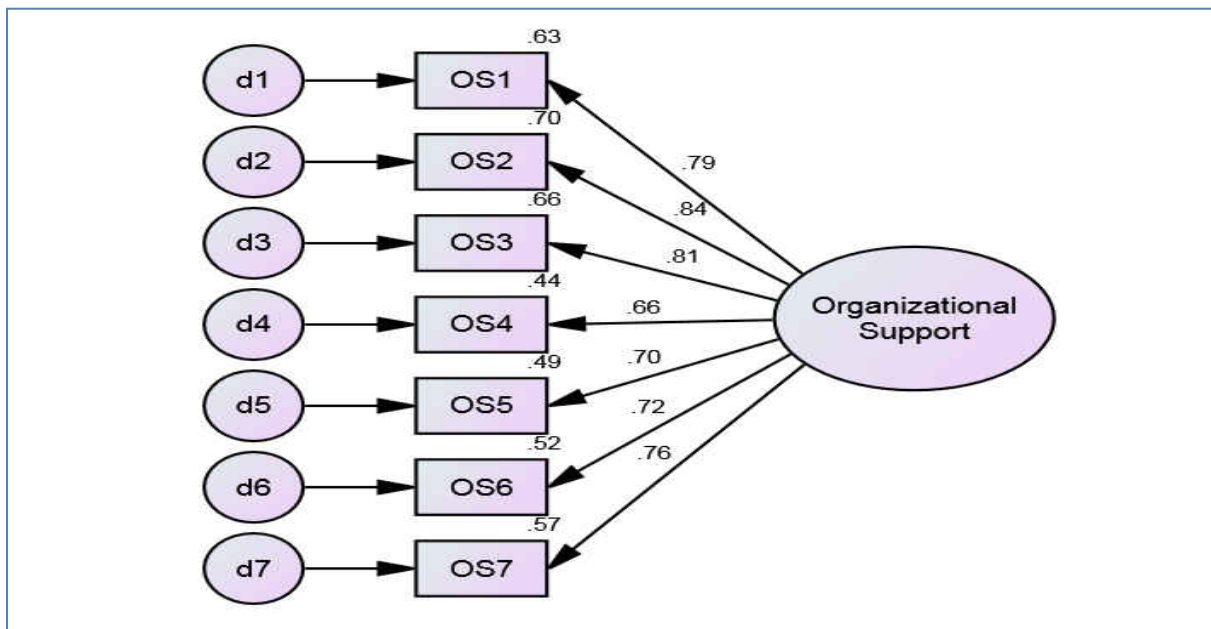 .63
d1
OS1
.70
d2
OS2
.79
.66
.84
d3
OS3
.81
.44
d4
OS4
.66
Organizational
Support
.49
d5
OS5
.70
.52
.72
d6
OS6
.76
.57
d7
OS7